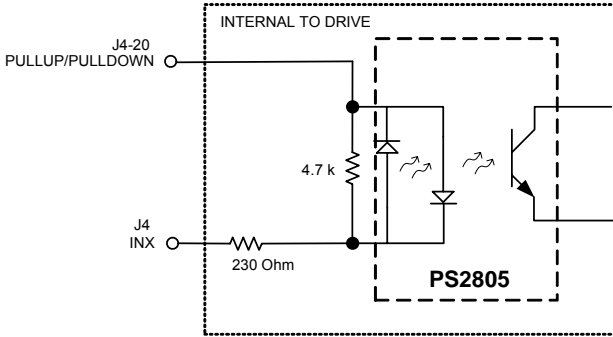 INTERNAL TO DRIVE
J4-20
PULLUP/PULLDOWN
4.7 k
J4
INX
230 Ohm
PS2805